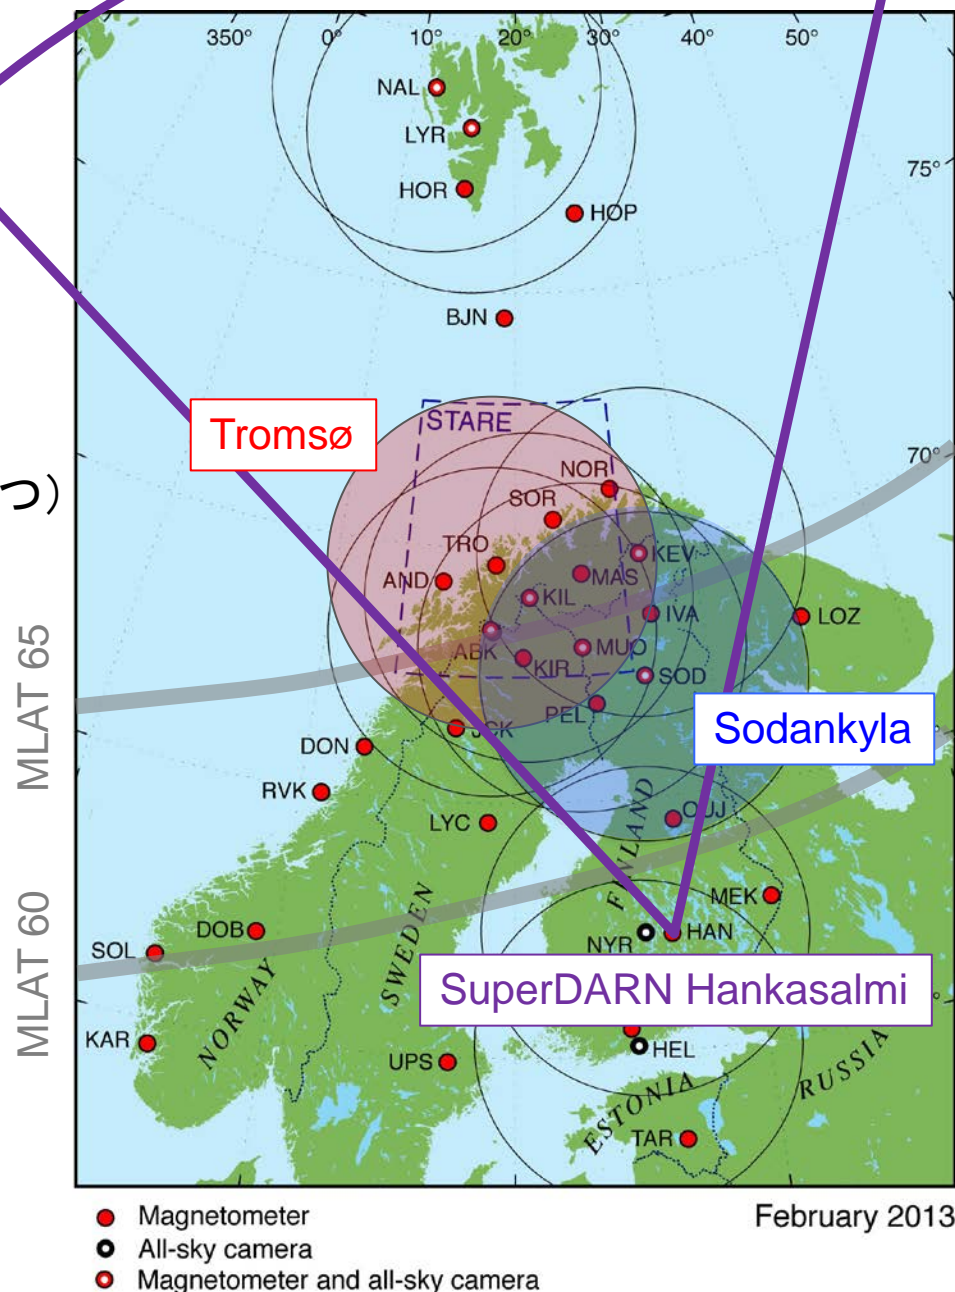 350° 0° 10° 20° 30° 40° 50°
NAL
LYR
75°
HOR
HOP
BJN
STARE
Tromsø
70°
NOR
つ）
SOR
TRO
KEV
AND
MAS
KIL
IVA
LOZ
ABK
MUO
KIR
SOD
MLAT 65
PEL
JCK
Sodankyla
DON
RVK
OUJ
LYC
FINLAND
MEK
SWEDEN
DOB
HAN
NYR
SOL
MLAT 60
SuperDARN Hankasalmi
NORWAY
KAR
HEL
UPS
RUSSIA
ESTONIA
TAR
Magnetometer
February 2013
All-sky camera
Magnetometer and all-sky camera